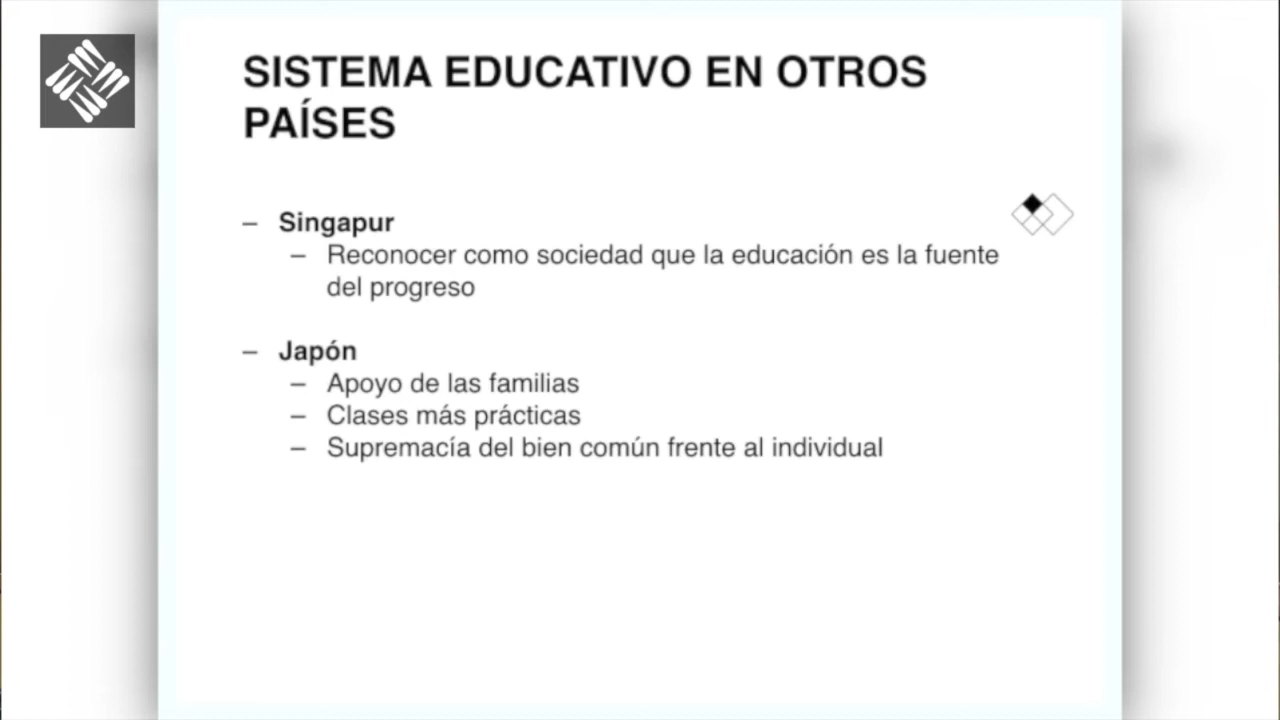 SISTEMA EDUCATIVO EN OTROS
PAÍSES
– Singapur
– Reconocer como sociedad que la educación es la fuente
del progreso
– Japón
– Apoyo de las familias
– Clases más prácticas
– Supremacía del bien común frente al individual